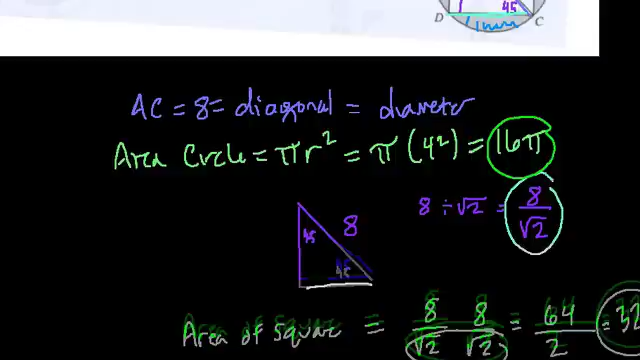 45
D C
AC = 8 = diagonal = diameter
Area Circle = πr² = π(4²) = 16π
8 ÷ √2 = 8/√2
8
45
45
Area of Square = 8/√2 8/√2 = 64/2 = 32